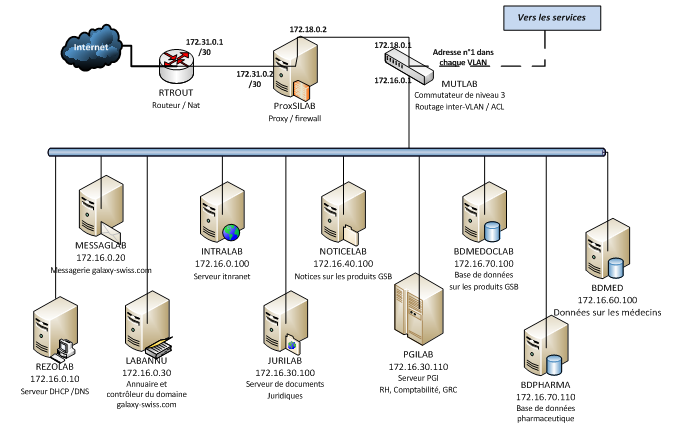 Vers les services
Internet
172.31.0.1
/30
172.18.0.2
172.18.0.1
Adresse n°1 dans
chaque VLAN
172.31.0.2
/30
172.16.0.1
RTROUT
Routeur / Nat
ProxSILAB
Proxy / firewall
MUTLAB
Commutateur de niveau 3
Routage inter-VLAN / ACL
MESSAGLAB
172.16.0.20
Messagerie galaxy-swiss.com
INTRALAB
172.16.0.100
Serveur itnranet
NOTICELAB
172.16.40.100
Notices sur les produits GSB
BDMEDOCLAB
172.16.70.100
Base de données
sur les produits GSB
BDMED
172.16.60.100
Données sur les médecins
REZOLAB
172.16.0.10
Serveur DHCP /DNS
LABANNU
172.16.0.30
Annuaire et
contrôleur du domaine
galaxy-swiss.com
JURILAB
172.16.30.100
Serveur de documents
Juridiques
PGILAB
172.16.30.110
Serveur PGI
RH, Comptabilité, GRC
BDPHARMA
172.16.70.110
Base de données
pharmaceutique